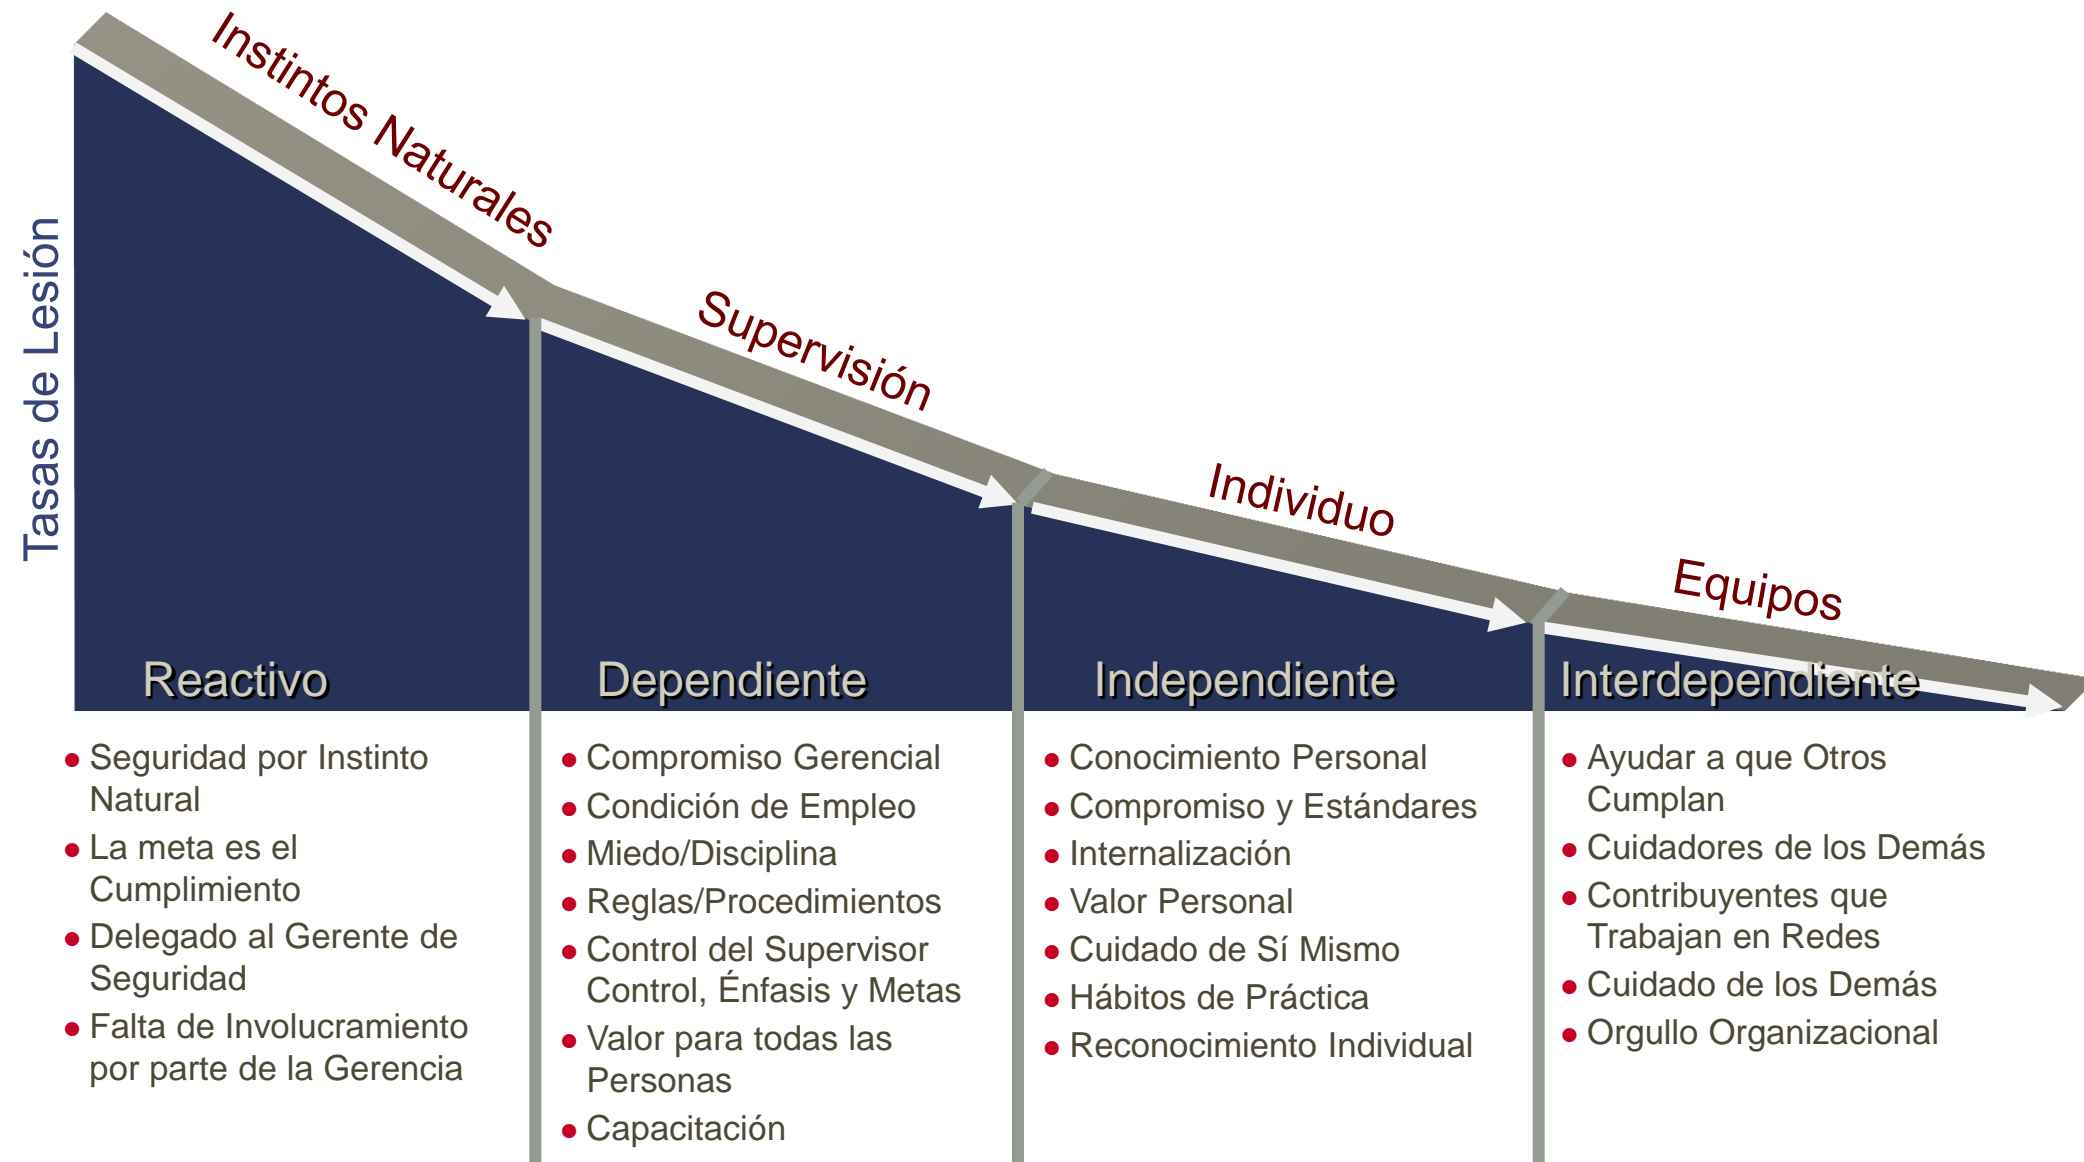 Instintos Naturales
Supervisión
Individuo
Equipos
Tasas de Lesión
Reactivo
Dependiente
Independiente
Interdependiente
● Seguridad por Instinto
Natural
● La meta es el
Cumplimiento
● Delegado al Gerente de
Seguridad
● Falta de Involucramiento
por parte de la Gerencia
● Compromiso Gerencial
● Condición de Empleo
● Miedo/Disciplina
● Reglas/Procedimientos
● Control del Supervisor
Control, Énfasis y Metas
● Valor para todas las
Personas
● Capacitación
● Conocimiento Personal
● Compromiso y Estándares
● Internalización
● Valor Personal
● Cuidado de Sí Mismo
● Hábitos de Práctica
● Reconocimiento Individual
● Ayudar a que Otros
Cumplan
● Cuidadores de los Demás
● Contribuyentes que
Trabajan en Redes
● Cuidado de los Demás
● Orgullo Organizacional